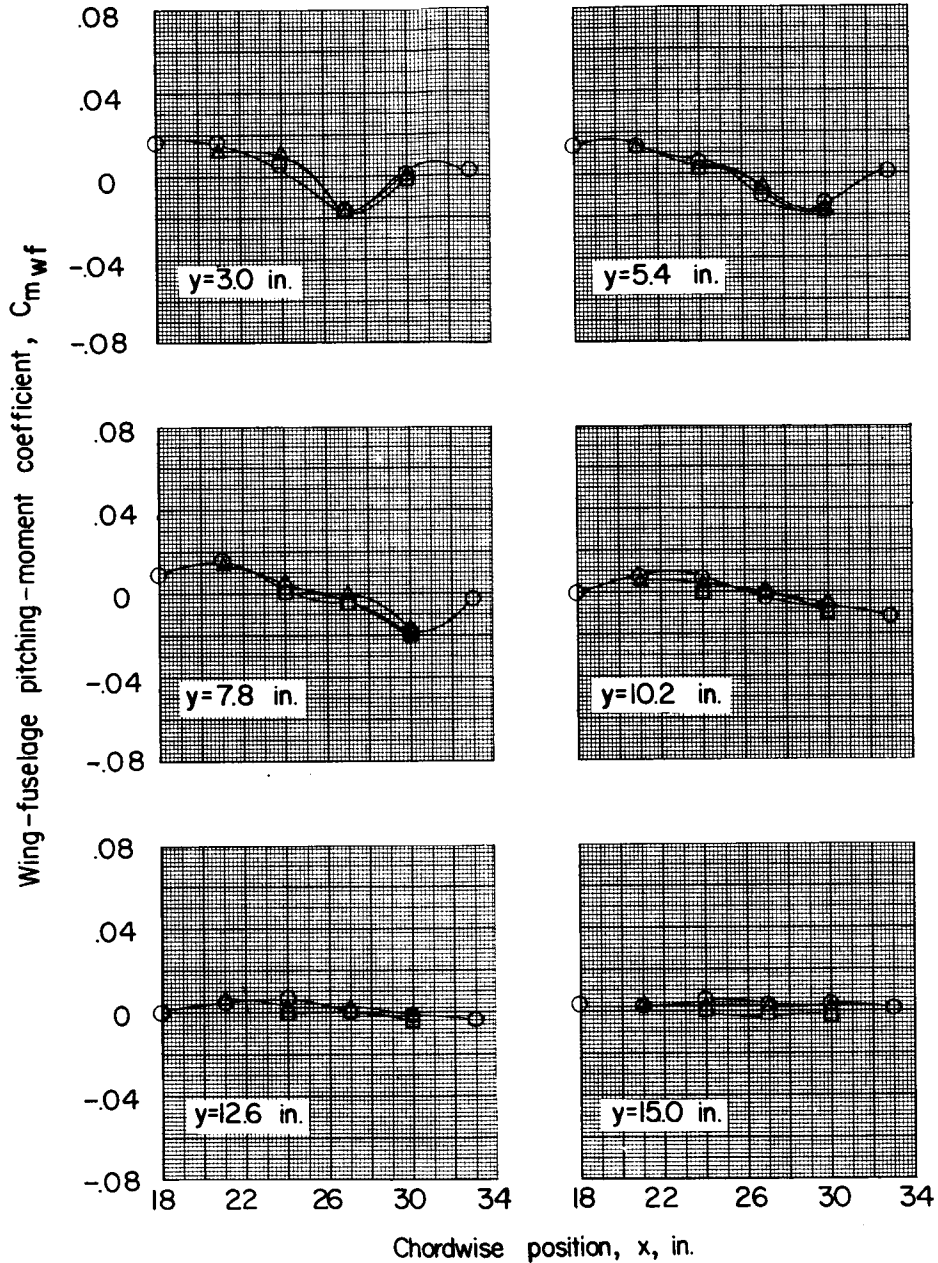 Wing-fuselage pitching-moment coefficient, Cmwf
.08
.04
0
-.04
-.08
y=3.0 in.
y=5.4 in.
.08
.04
0
-.04
-.08
y=7.8 in.
y=10.2 in.
.08
.04
0
-.04
-.08
y=12.6 in.
y=15.0 in.
18 22 26 30 34
18 22 26 30 34
Chordwise position, x, in.